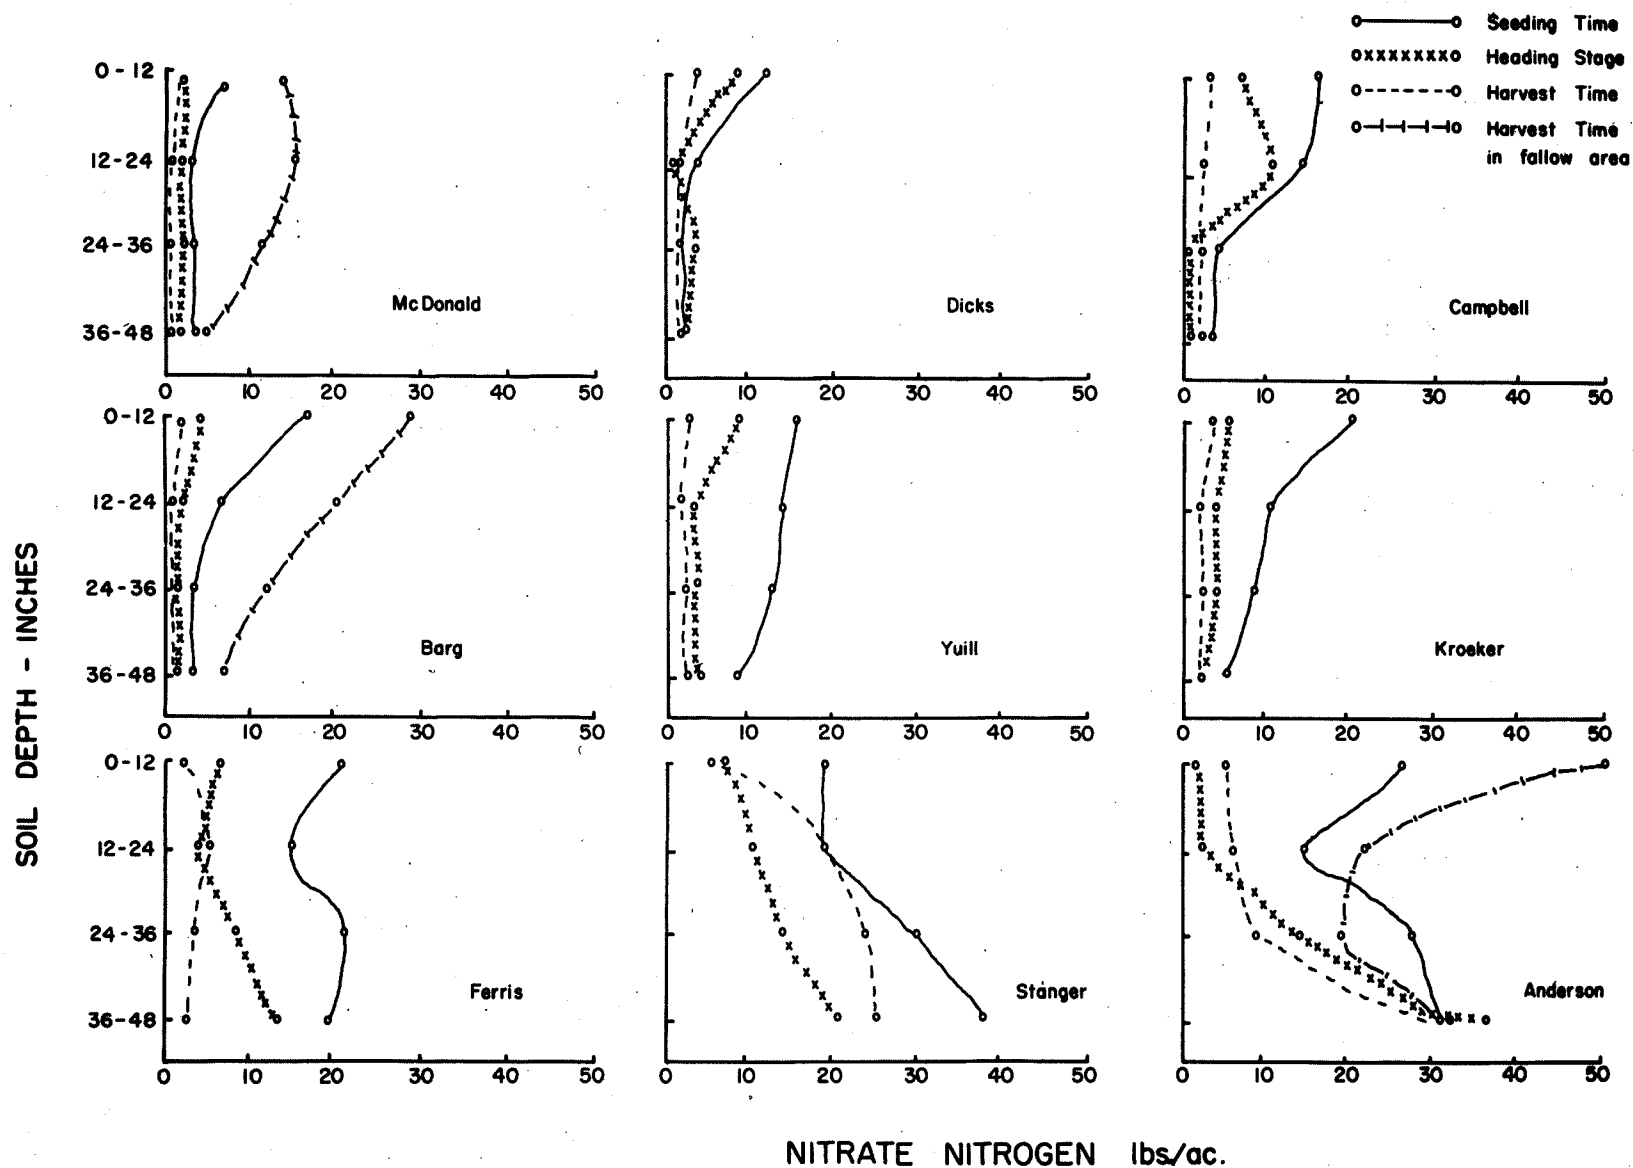 Seeding Time
Heading Stage
Harvest Time
Harvest Time
in fallow area
0-12
12-24
24-36
36-48
McDonald
0 10 20 30 40 50
Dicks
0 10 20 30 40 50
Campbell
0 10 20 30 40 50
0-12
12-24
24-36
36-48
Barg
0 10 20 30 40 50
Yuill
0 10 20 30 40 50
Kroeker
0 10 20 30 40 50
0-12
12-24
24-36
36-48
Ferris
0 10 20 30 40 50
Stanger
0 10 20 30 40 50
Anderson
0 10 20 30 40 50
SOIL DEPTH - INCHES
NITRATE NITROGEN lbs/ac.